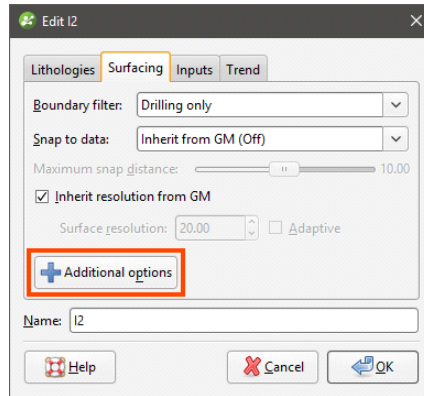 Edit I2
Lithologies Surfacing Inputs Trend
Boundary filter: Drilling only
Snap to data: Inherit from GM (Off)
Maximum snap distance: 10.00
Inherit resolution from GM
Surface resolution: 20.00 Adaptive
Additional options
Name: I2
Help Cancel OK